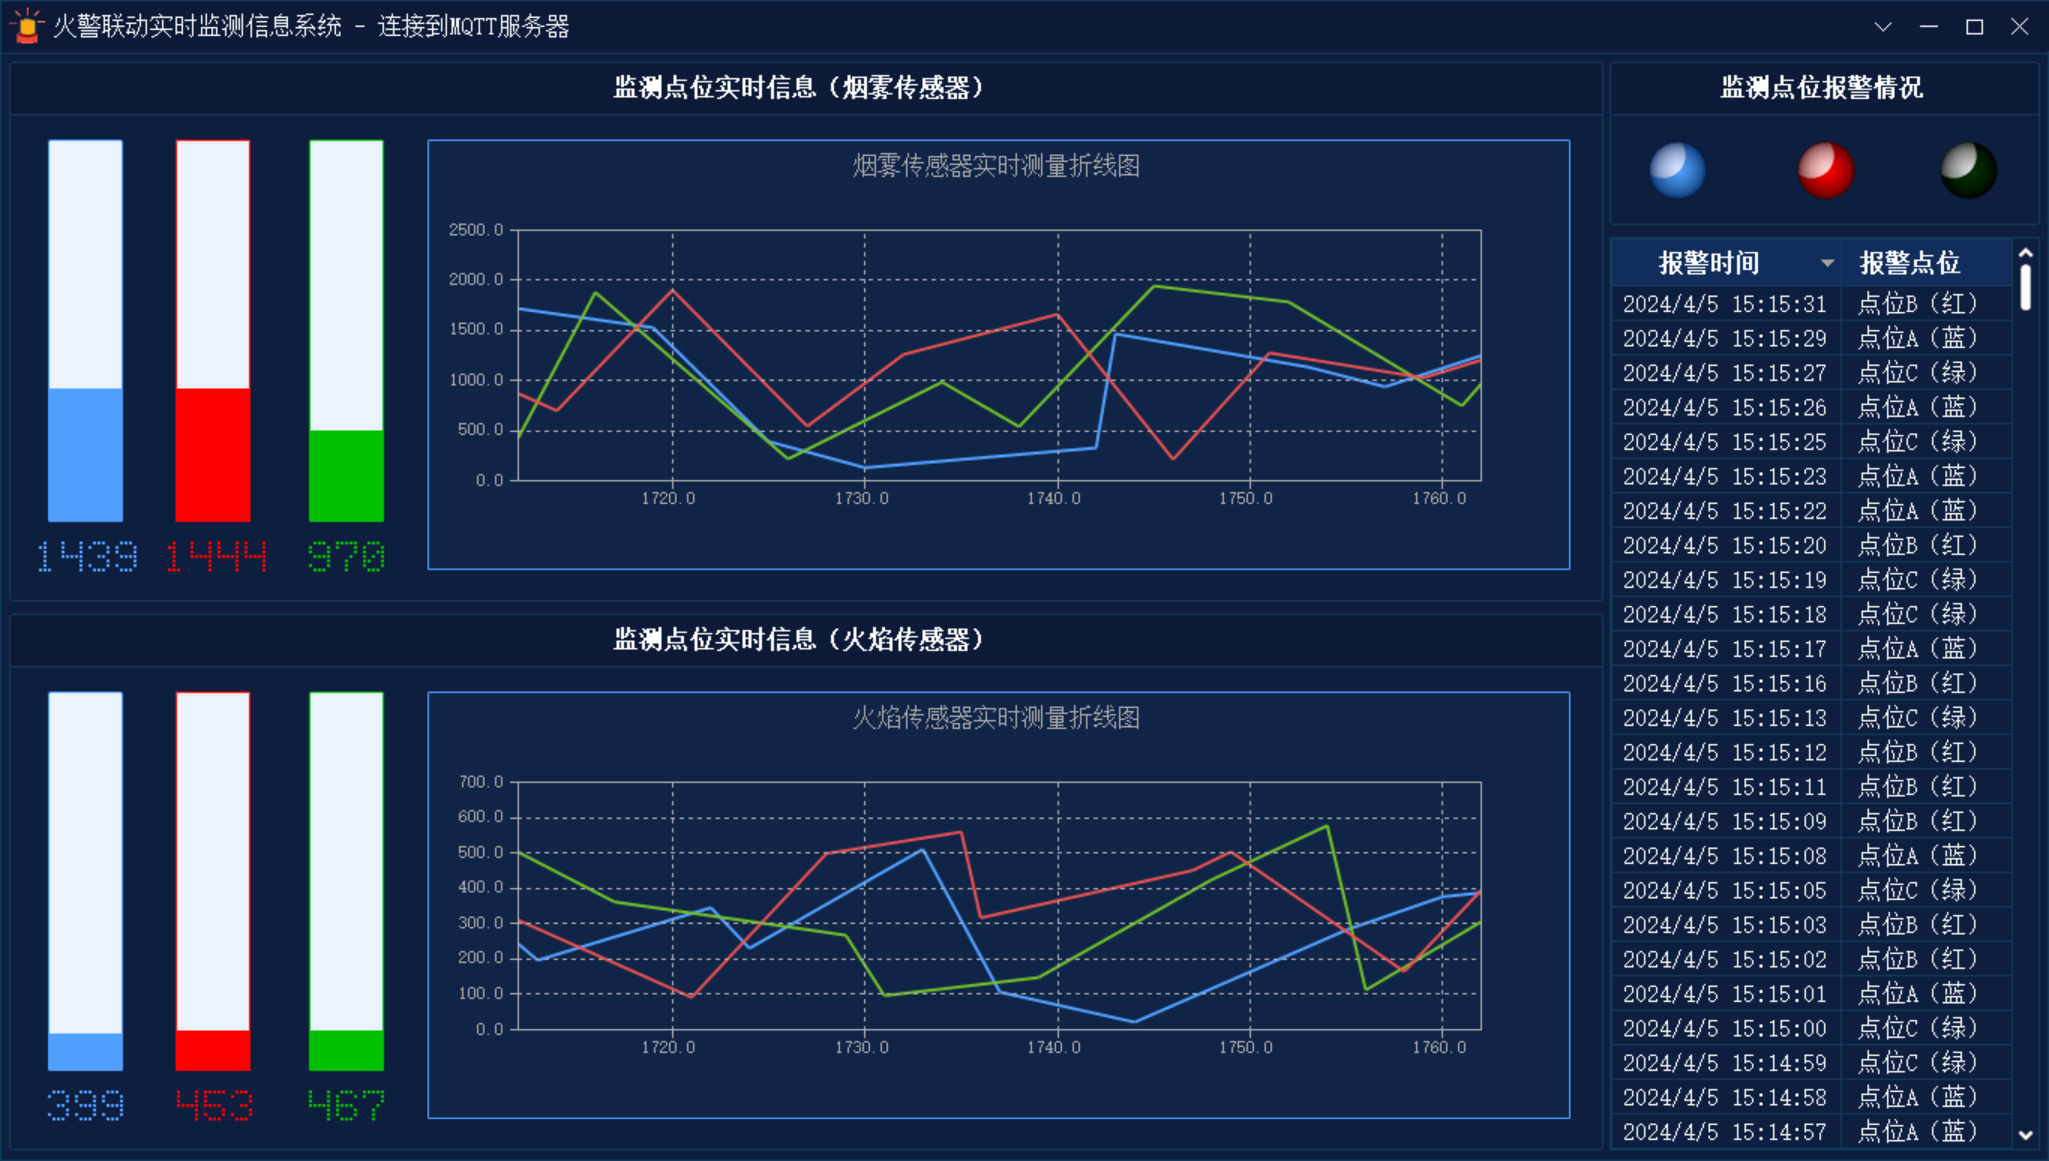 火警联动实时监测信息系统 - 连接到MQTT服务器
监测点位实时信息（烟雾传感器）
1439 1444 970
烟雾传感器实时测量折线图
2500.0
2000.0
1500.0
1000.0
500.0
0.0
1720.0 1730.0 1740.0 1750.0 1760.0
监测点位实时信息（火焰传感器）
399 453 467
火焰传感器实时测量折线图
700.0
600.0
500.0
400.0
300.0
200.0
100.0
0.0
1720.0 1730.0 1740.0 1750.0 1760.0
监测点位报警情况
报警时间 报警点位
2024/4/5 15:15:31 点位B（红）
2024/4/5 15:15:29 点位A（蓝）
2024/4/5 15:15:27 点位C（绿）
2024/4/5 15:15:26 点位A（蓝）
2024/4/5 15:15:25 点位C（绿）
2024/4/5 15:15:23 点位A（蓝）
2024/4/5 15:15:22 点位A（蓝）
2024/4/5 15:15:20 点位B（红）
2024/4/5 15:15:19 点位C（绿）
2024/4/5 15:15:18 点位C（绿）
2024/4/5 15:15:17 点位A（蓝）
2024/4/5 15:15:16 点位B（红）
2024/4/5 15:15:13 点位C（绿）
2024/4/5 15:15:12 点位B（红）
2024/4/5 15:15:11 点位B（红）
2024/4/5 15:15:09 点位B（红）
2024/4/5 15:15:08 点位A（蓝）
2024/4/5 15:15:05 点位C（绿）
2024/4/5 15:15:03 点位B（红）
2024/4/5 15:15:02 点位B（红）
2024/4/5 15:15:01 点位A（蓝）
2024/4/5 15:15:00 点位C（绿）
2024/4/5 15:14:59 点位C（绿）
2024/4/5 15:14:58 点位A（蓝）
2024/4/5 15:14:57 点位A（蓝）